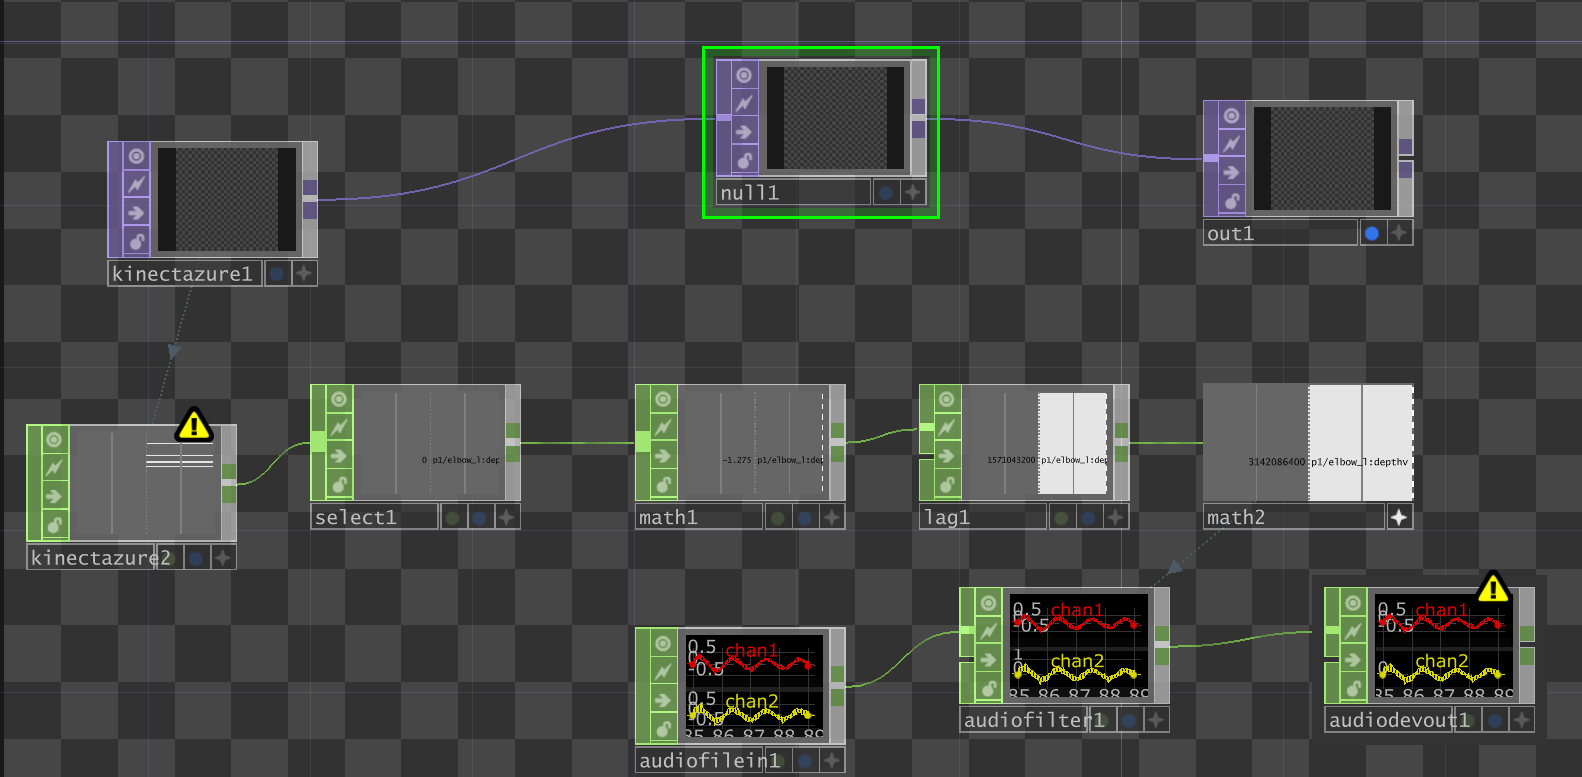 null1
out1
kinectazure1
0 p1/elbow_l:dep
-1.275 p1/elbow_l:dep
1571043200 p1/elbow_l:dep
3142086400 p1/elbow_l:depthv
select1
math1
lag1
math2
kinectazure2
0.5
-0.5
chan1
1
0
chan2
85 86 87 88 89
audiofilter1
0.5
-0.5
chan1
0
chan2
85 86 87 88 89
audiodevout1
0.5
-0.5
chan1
0.5
-0.5
chan2
85 86 87 88 89
audiofilein1